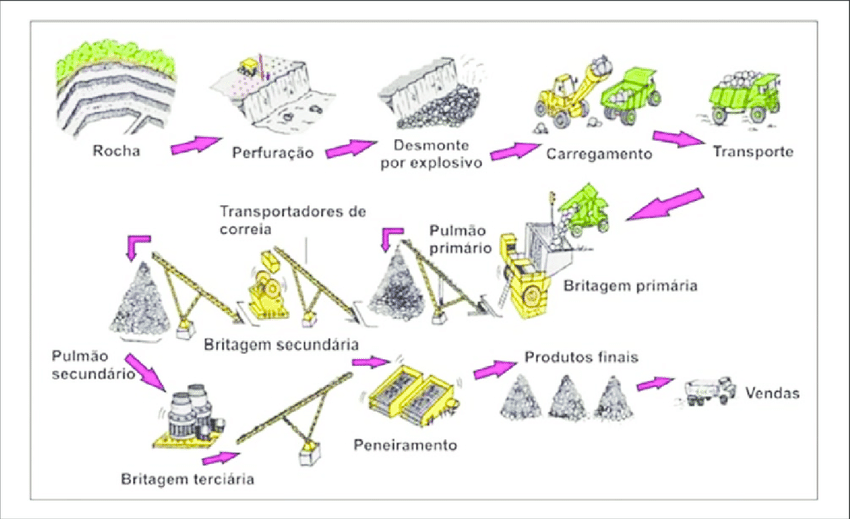 Rocha
Perfuração
Desmonte
por explosivo
Carregamento
Transporte
Transportadores de
correia
Pulmão
primário
Britagem primária
Britagem secundária
Pulmão
secundário
Produtos finais
Vendas
Peneiramento
Britagem terciária